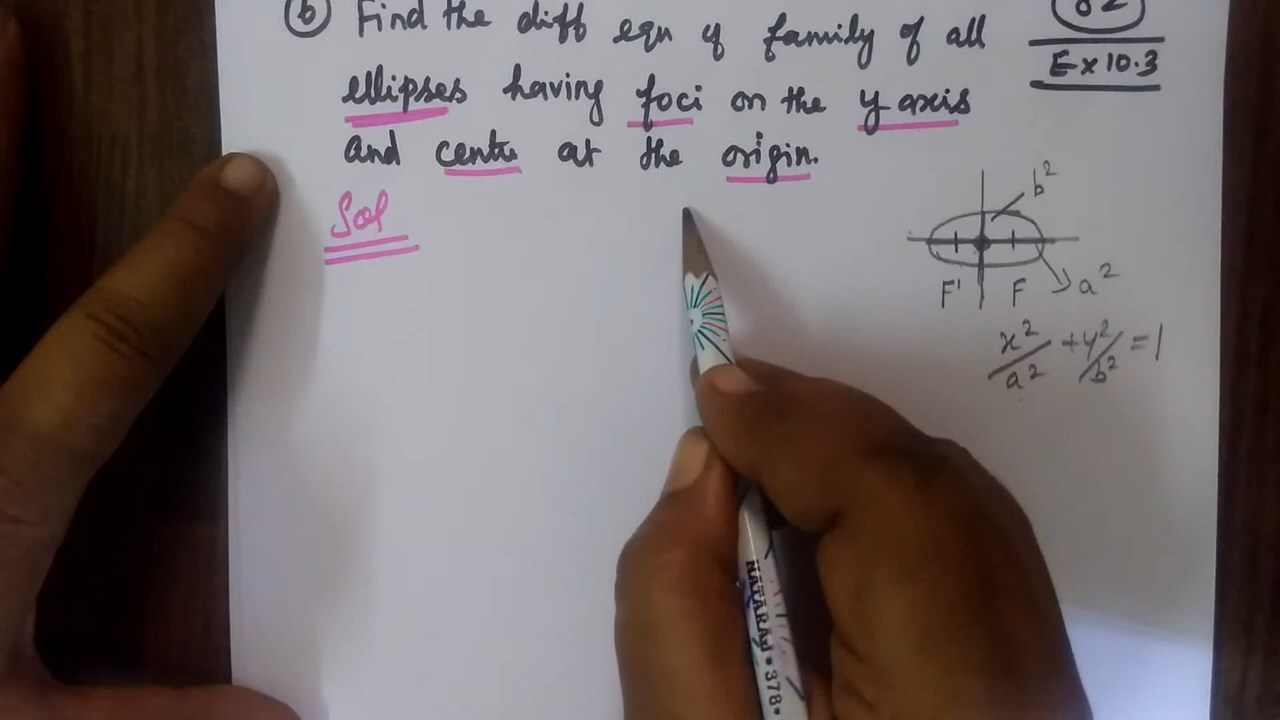 (b) Find the diff eqn of family of all
ellipses having foci on the y axis
and centre at the origin.
Ex 10.3
Sol
b²
F' F a²
x²/a² + y²/b² = 1
NATARAJ • 378 •